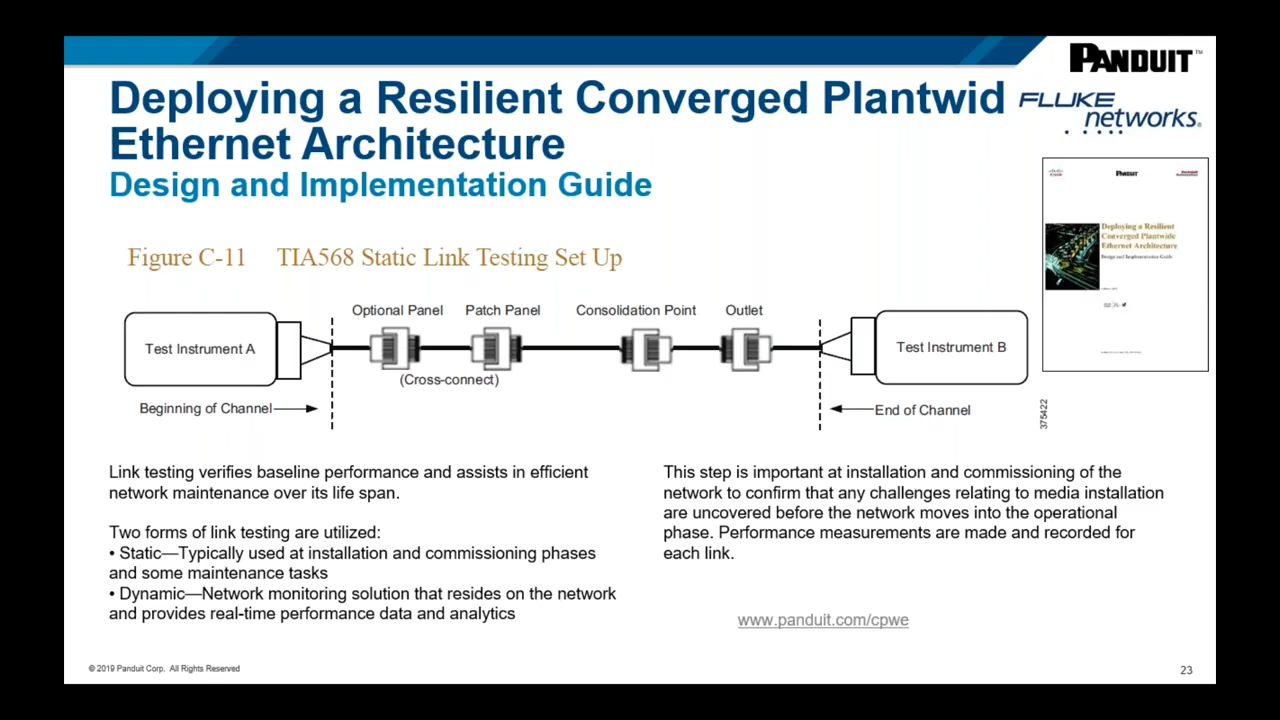 PANDUIT™
FLUKE
networks®
Deploying a Resilient Converged Plantwid
Ethernet Architecture
Design and Implementation Guide
PANDUIT
Deploying a Resilient
Converged Plantwide
Ethernet Architecture
Design and Implementation Guide
Figure C-11 TIA568 Static Link Testing Set Up
Optional Panel Patch Panel Consolidation Point Outlet
Test Instrument A Test Instrument B
(Cross-connect)
Beginning of Channel End of Channel
375422
Link testing verifies baseline performance and assists in efficient
network maintenance over its life span.
Two forms of link testing are utilized:
• Static—Typically used at installation and commissioning phases
and some maintenance tasks
• Dynamic—Network monitoring solution that resides on the network
and provides real-time performance data and analytics
This step is important at installation and commissioning of the
network to confirm that any challenges relating to media installation
are uncovered before the network moves into the operational
phase. Performance measurements are made and recorded for
each link.
www.panduit.com/cpwe
© 2019 Panduit Corp. All Rights Reserved
23